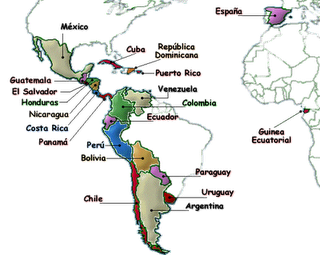 España
México
Cuba
República
Dominicana
Puerto Rico
Guatemala
El Salvador
Honduras
Nicaragua
Costa Rica
Panamá
Venezuela
Colombia
Ecuador
Perú
Bolivia
Guinea
Ecuatorial
Paraguay
Uruguay
Chile
Argentina